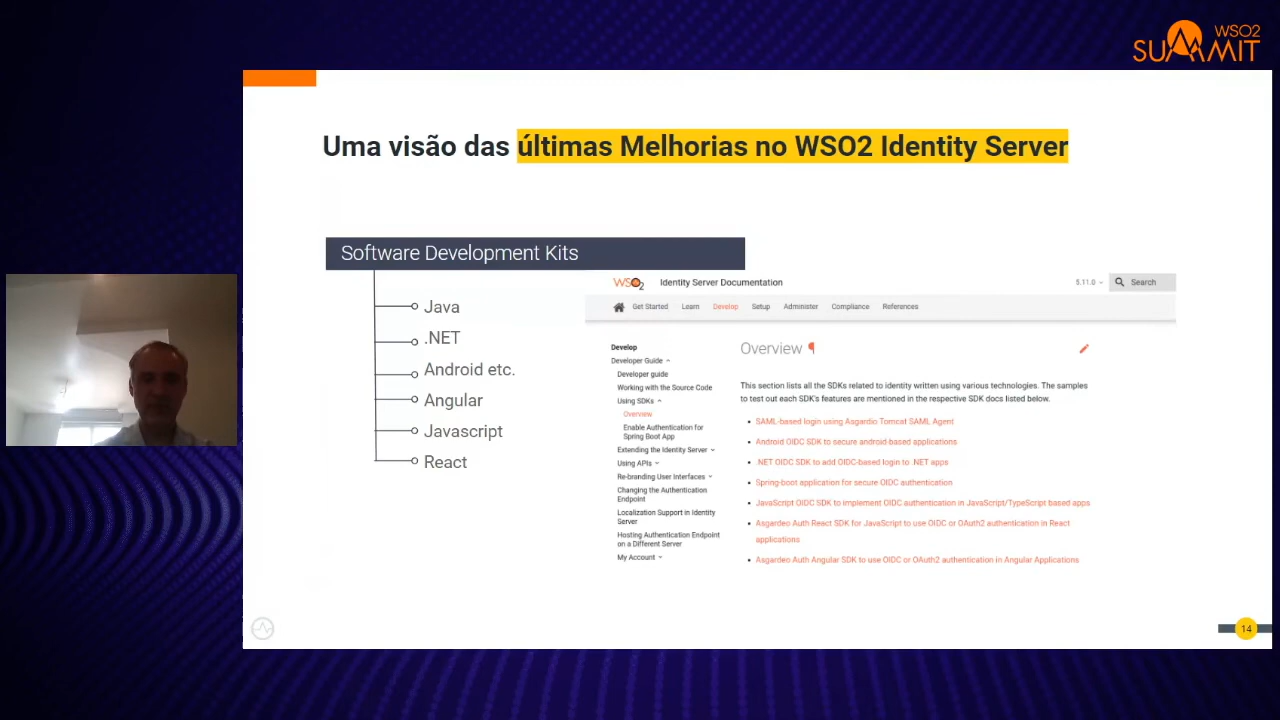 WSO2
SUMMIT
Uma visão das últimas Melhorias no WSO2 Identity Server
Software Development Kits
Java
.NET
Android etc.
Angular
Javascript
React
WSO2 Identity Server Documentation
5.11.0
Search
Get Started Learn Develop Setup Administer Compliance References
Develop
Developer Guide
Developer guide
Working with the Source Code
Using SDKs
Overview
Enable Authentication for
Spring Boot App
Extending the Identity Server
Using APIs
Re-branding User Interfaces
Changing the Authentication
Endpoint
Localization Support in Identity
Server
Hosting Authentication Endpoint
on a Different Server
My Account
Overview ¶
This section lists all the SDKs related to identity written using various technologies. The samples
to test out each SDK's features are mentioned in the respective SDK docs listed below.
• SAML-based login using Asgardio Tomcat SAML Agent
• Android OIDC SDK to secure android-based applications
• .NET OIDC SDK to add OIDC-based login to .NET apps
• Spring-boot application for secure OIDC authentication
• JavaScript OIDC SDK to implement OIDC authentication in JavaScript/TypeScript based apps
• Asgardeo Auth React SDK for JavaScript to use OIDC or OAuth2 authentication in React
applications
• Asgardeo Auth Angular SDK to use OIDC or OAuth2 authentication in Angular Applications
14